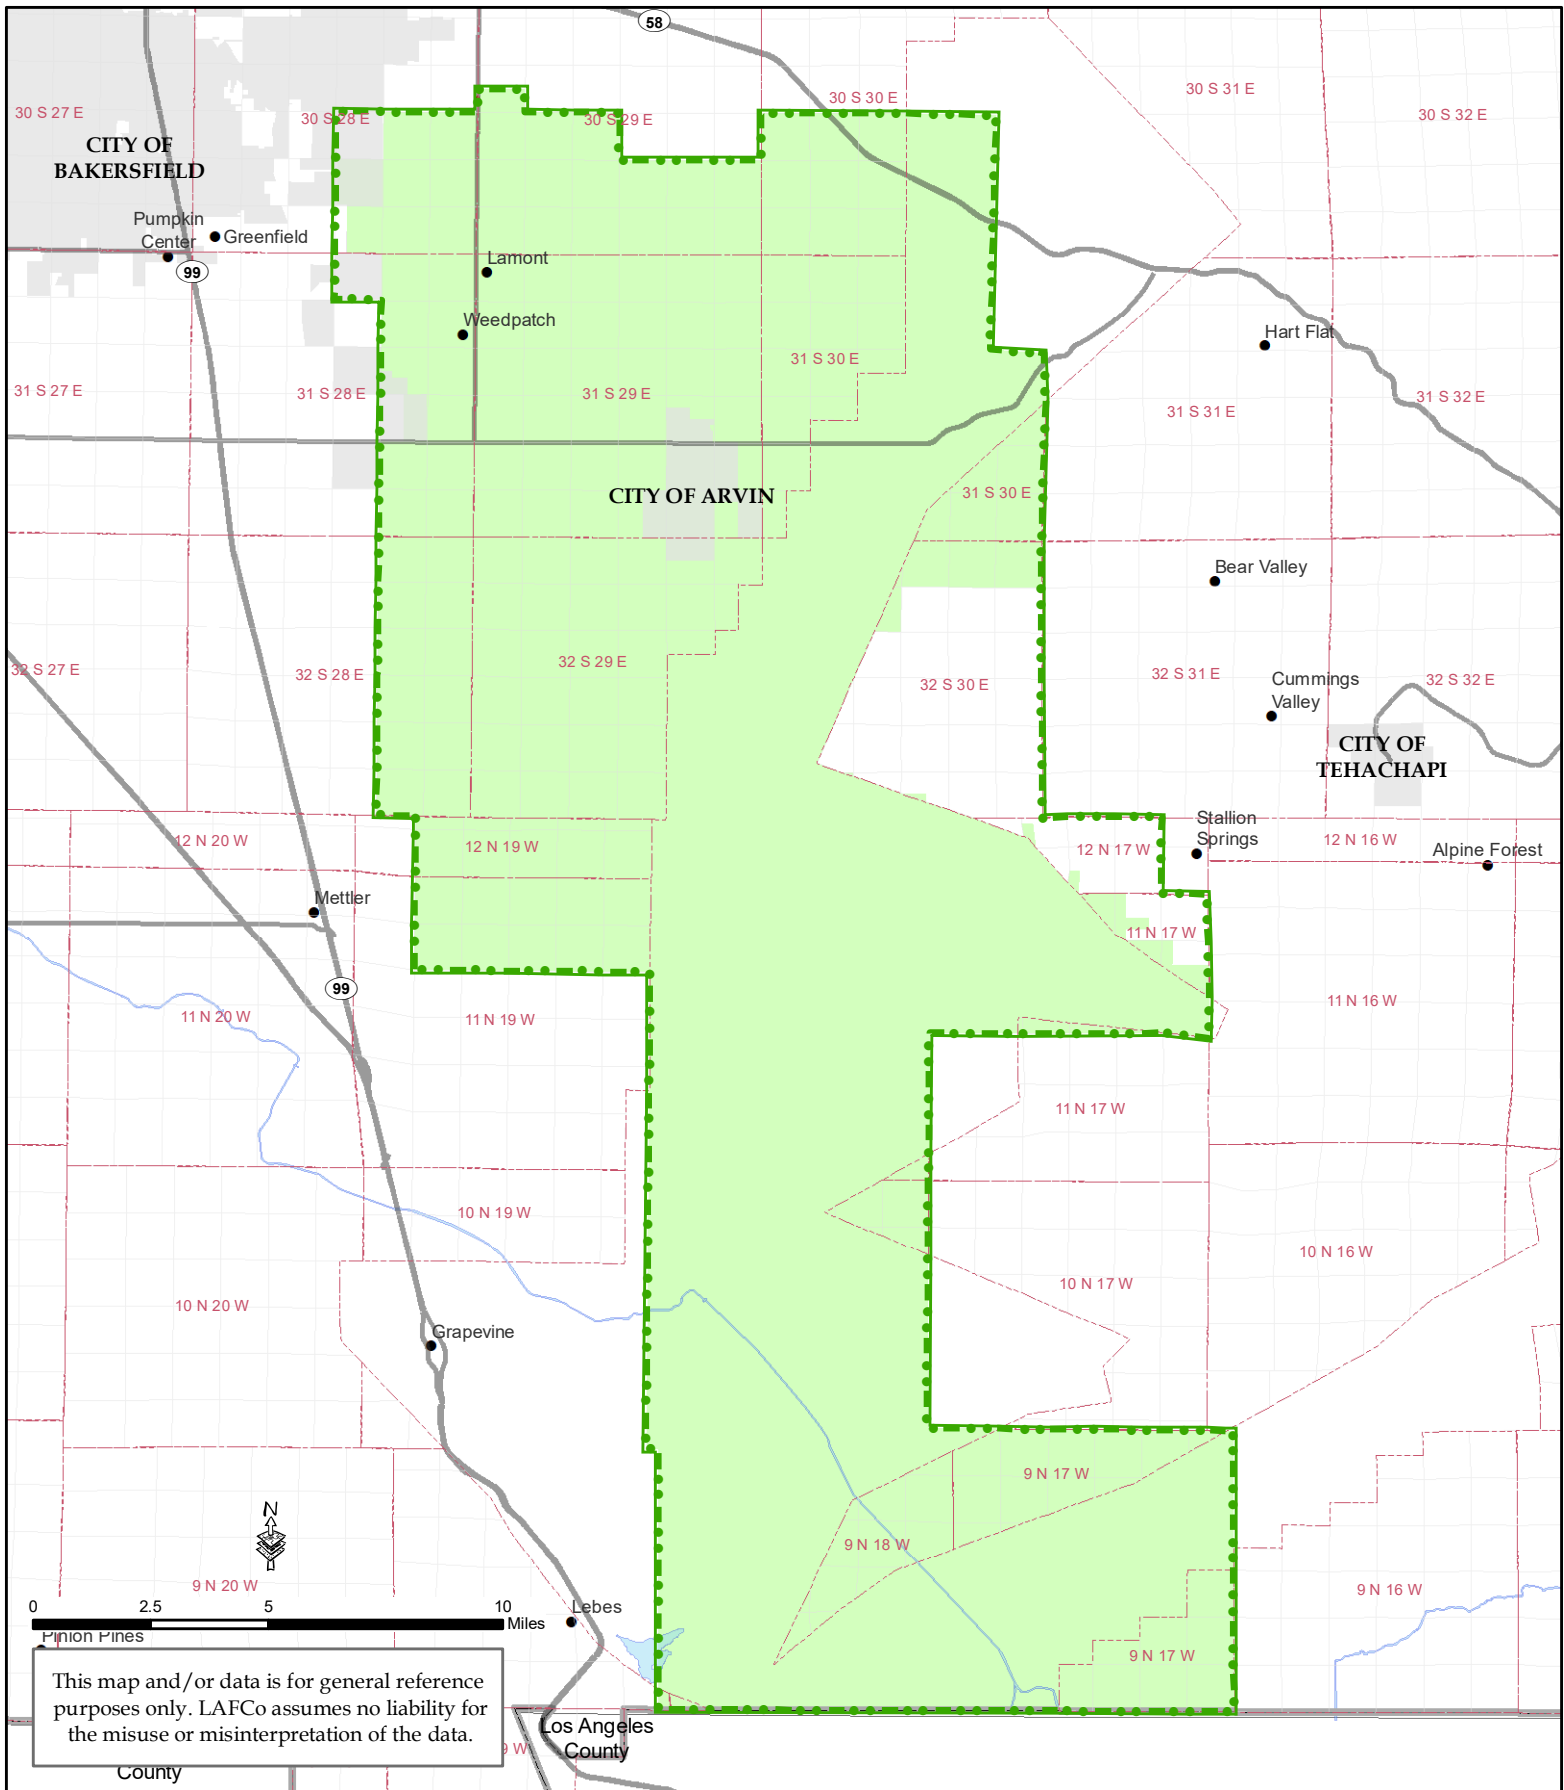 58
30 S 27 E
30 S 28 E
30 S 29 E
30 S 30 E
30 S 31 E
30 S 32 E
CITY OF
BAKERSFIELD
Pumpkin
Center
Greenfield
99
Lamont
Weedpatch
Hart Flat
31 S 27 E
31 S 28 E
31 S 29 E
31 S 30 E
31 S 31 E
31 S 32 E
CITY OF ARVIN
31 S 30 E
Bear Valley
32 S 27 E
32 S 28 E
32 S 29 E
32 S 30 E
32 S 31 E
32 S 32 E
Cummings
Valley
CITY OF
TEHACHAPI
Stallion
Springs
12 N 20 W
12 N 19 W
12 N 17 W
12 N 16 W
Alpine Forest
Mettler
11 N 17 W
99
11 N 20 W
11 N 19 W
11 N 16 W
11 N 17 W
10 N 19 W
10 N 16 W
10 N 17 W
10 N 20 W
Grapevine
9 N 17 W
N
9 N 18 W
9 N 20 W
9 N 16 W
0 2.5 5 10
Miles
Lebes
Pinion Pines
9 N 17 W
This map and/or data is for general reference
purposes only. LAFCo assumes no liability for
the misuse or misinterpretation of the data.
9 W
Los Angeles
County
County